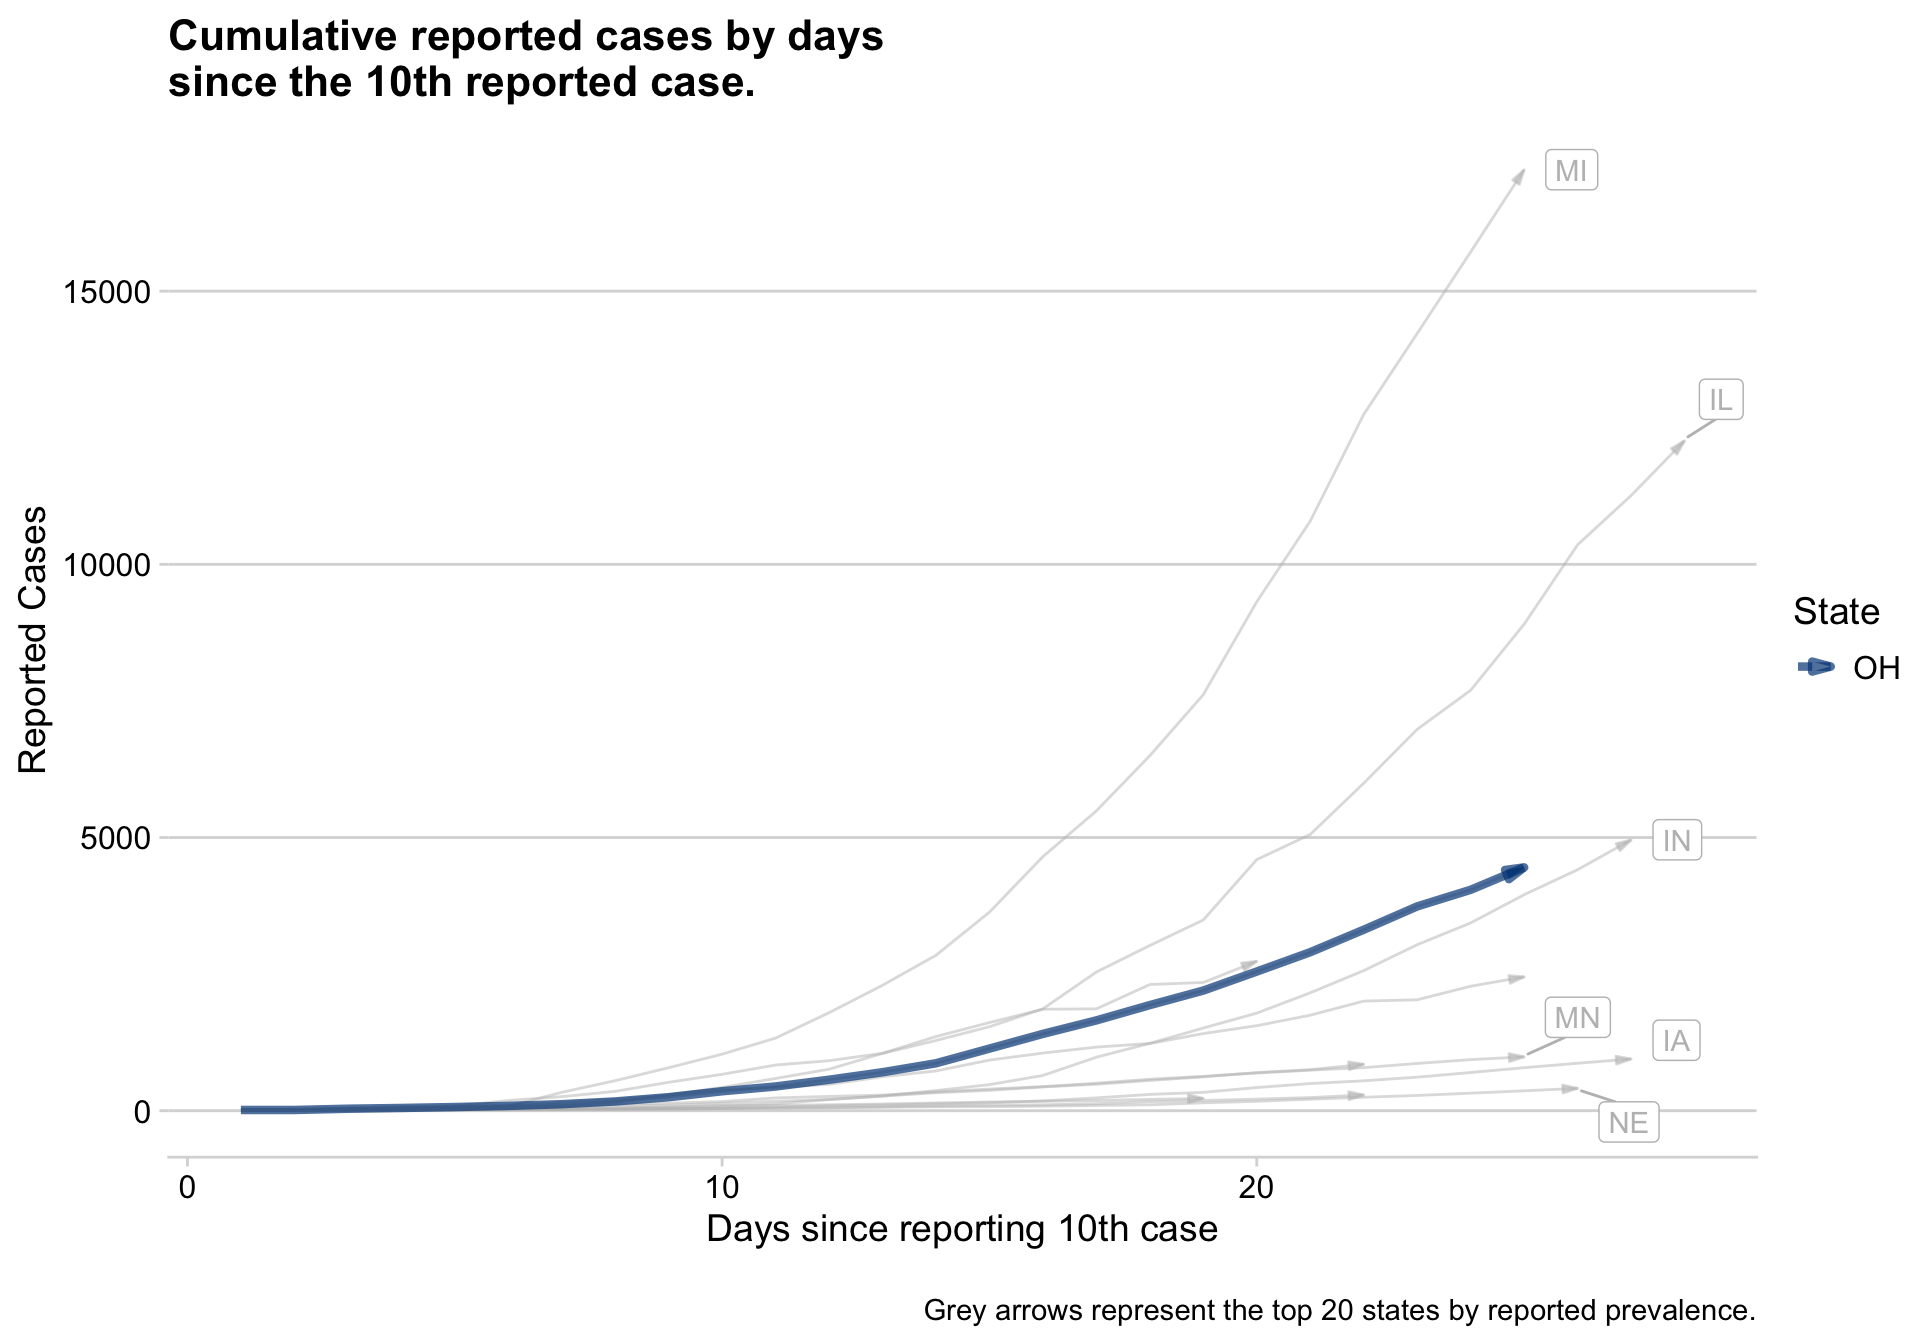 Cumulative reported cases by days
since the 10th reported case.
MI
IL
15000
10000
5000
0
Reported Cases
IN
MN
IA
NE
State
OH
0
10
20
Days since reporting 10th case
Grey arrows represent the top 20 states by reported prevalence.